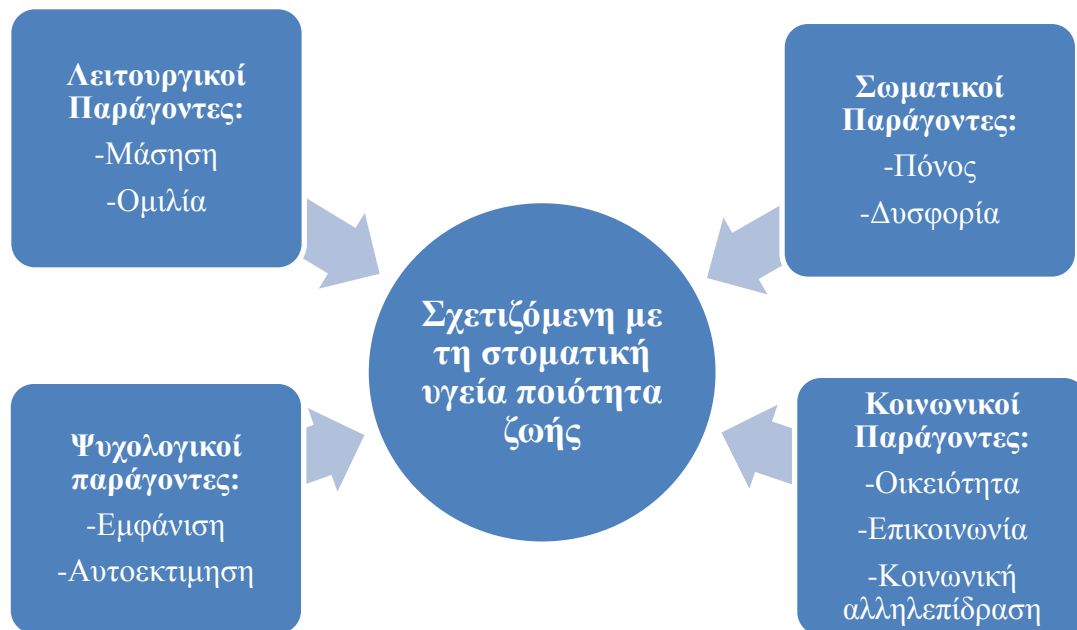 Λειτουργικοί
Παράγοντες:
-Μάσηση
-Ομιλία
Σωματικοί
Παράγοντες:
-Πόνος
-Δυσφορία
Σχετιζόμενη με
τη στοματική
υγεία ποιότητα
ζωής
Ψυχολογικοί
παράγοντες:
-Εμφάνιση
-Αυτοεκτιμηση
Κοινωνικοί
Παράγοντες:
-Οικειότητα
-Επικοινωνία
-Κοινωνική
αλληλεπίδραση